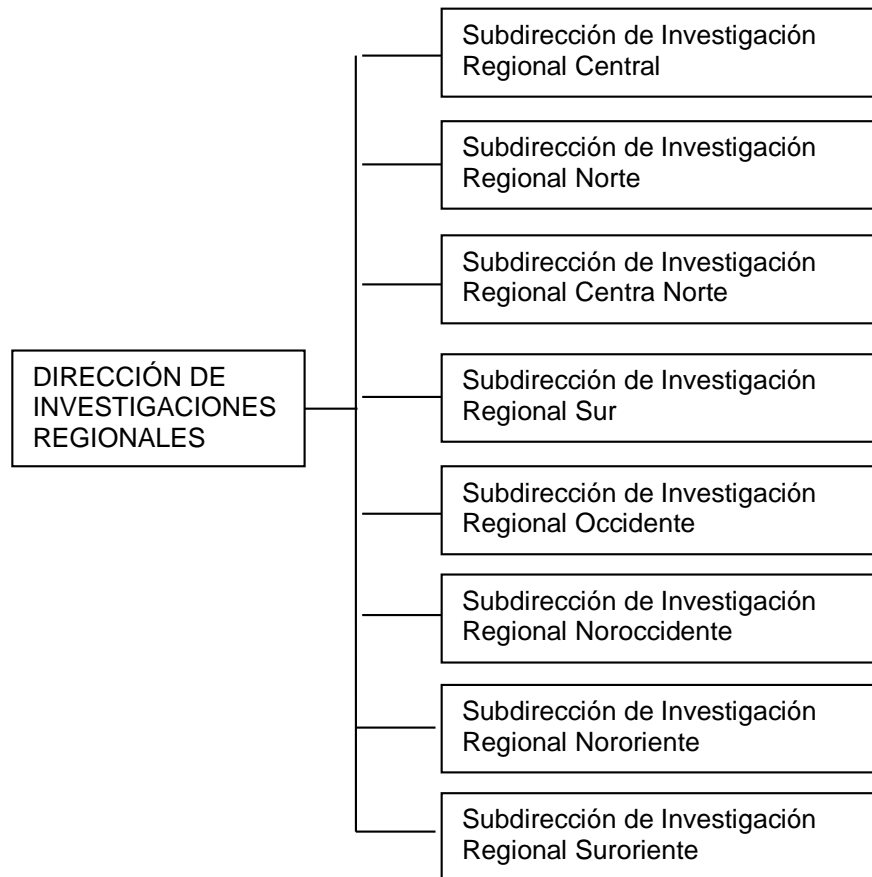 Subdirección de Investigación
Regional Central
Subdirección de Investigación
Regional Norte
Subdirección de Investigación
Regional Centra Norte
DIRECCIÓN DE
INVESTIGACIONES
REGIONALES
Subdirección de Investigación
Regional Sur
Subdirección de Investigación
Regional Occidente
Subdirección de Investigación
Regional Noroccidente
Subdirección de Investigación
Regional Nororiente
Subdirección de Investigación
Regional Suroriente